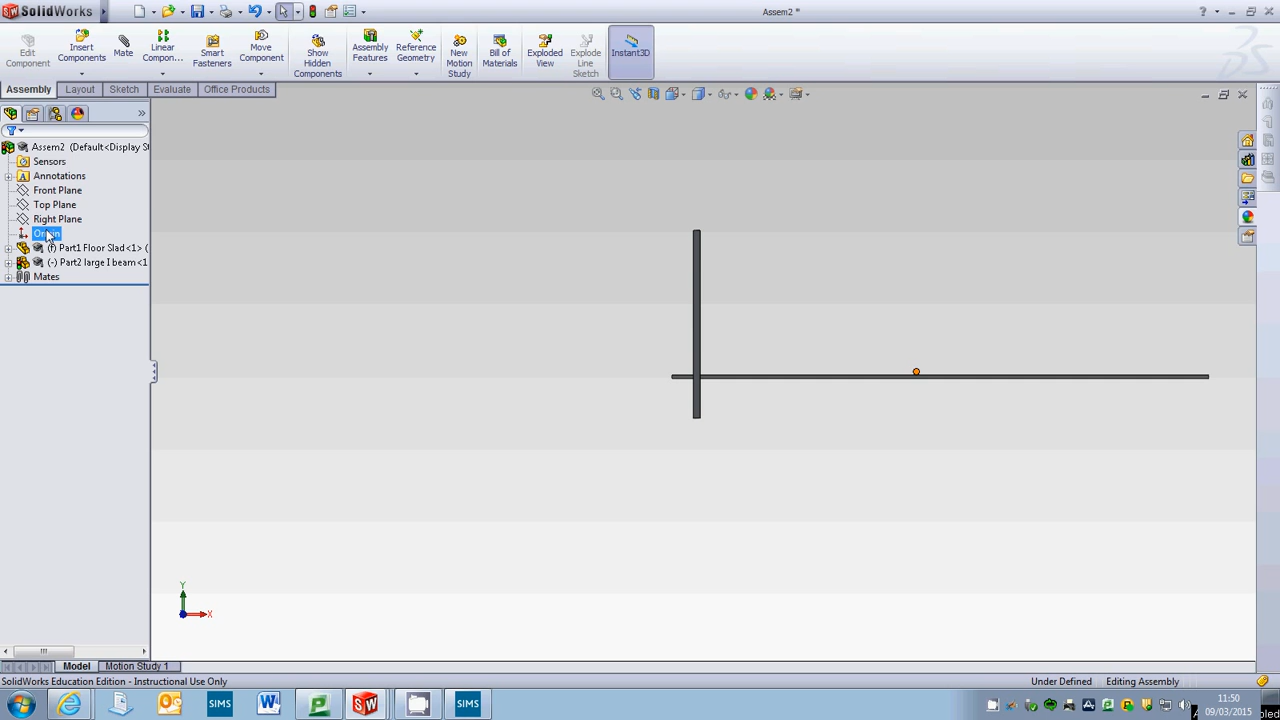 SolidWorks
Assem2 *
Edit Component
Insert Components
Mate
Linear Compon...
Smart Fasteners
Move Component
Show Hidden Components
Assembly Features
Reference Geometry
New Motion Study
Bill of Materials
Exploded View
Explode Line Sketch
Instant3D
Assembly
Layout
Sketch
Evaluate
Office Products
Assem2 (Default<Display St
Sensors
Annotations
Front Plane
Top Plane
Right Plane
Origin
(f) Part1 Floor Slad<1> (
(-) Part2 large I beam<1
Mates
Y
X
Model
Motion Study 1
SolidWorks Education Edition - Instructional Use Only
Under Defined
Editing Assembly
SIMS
SIMS
11:50
09/03/2015